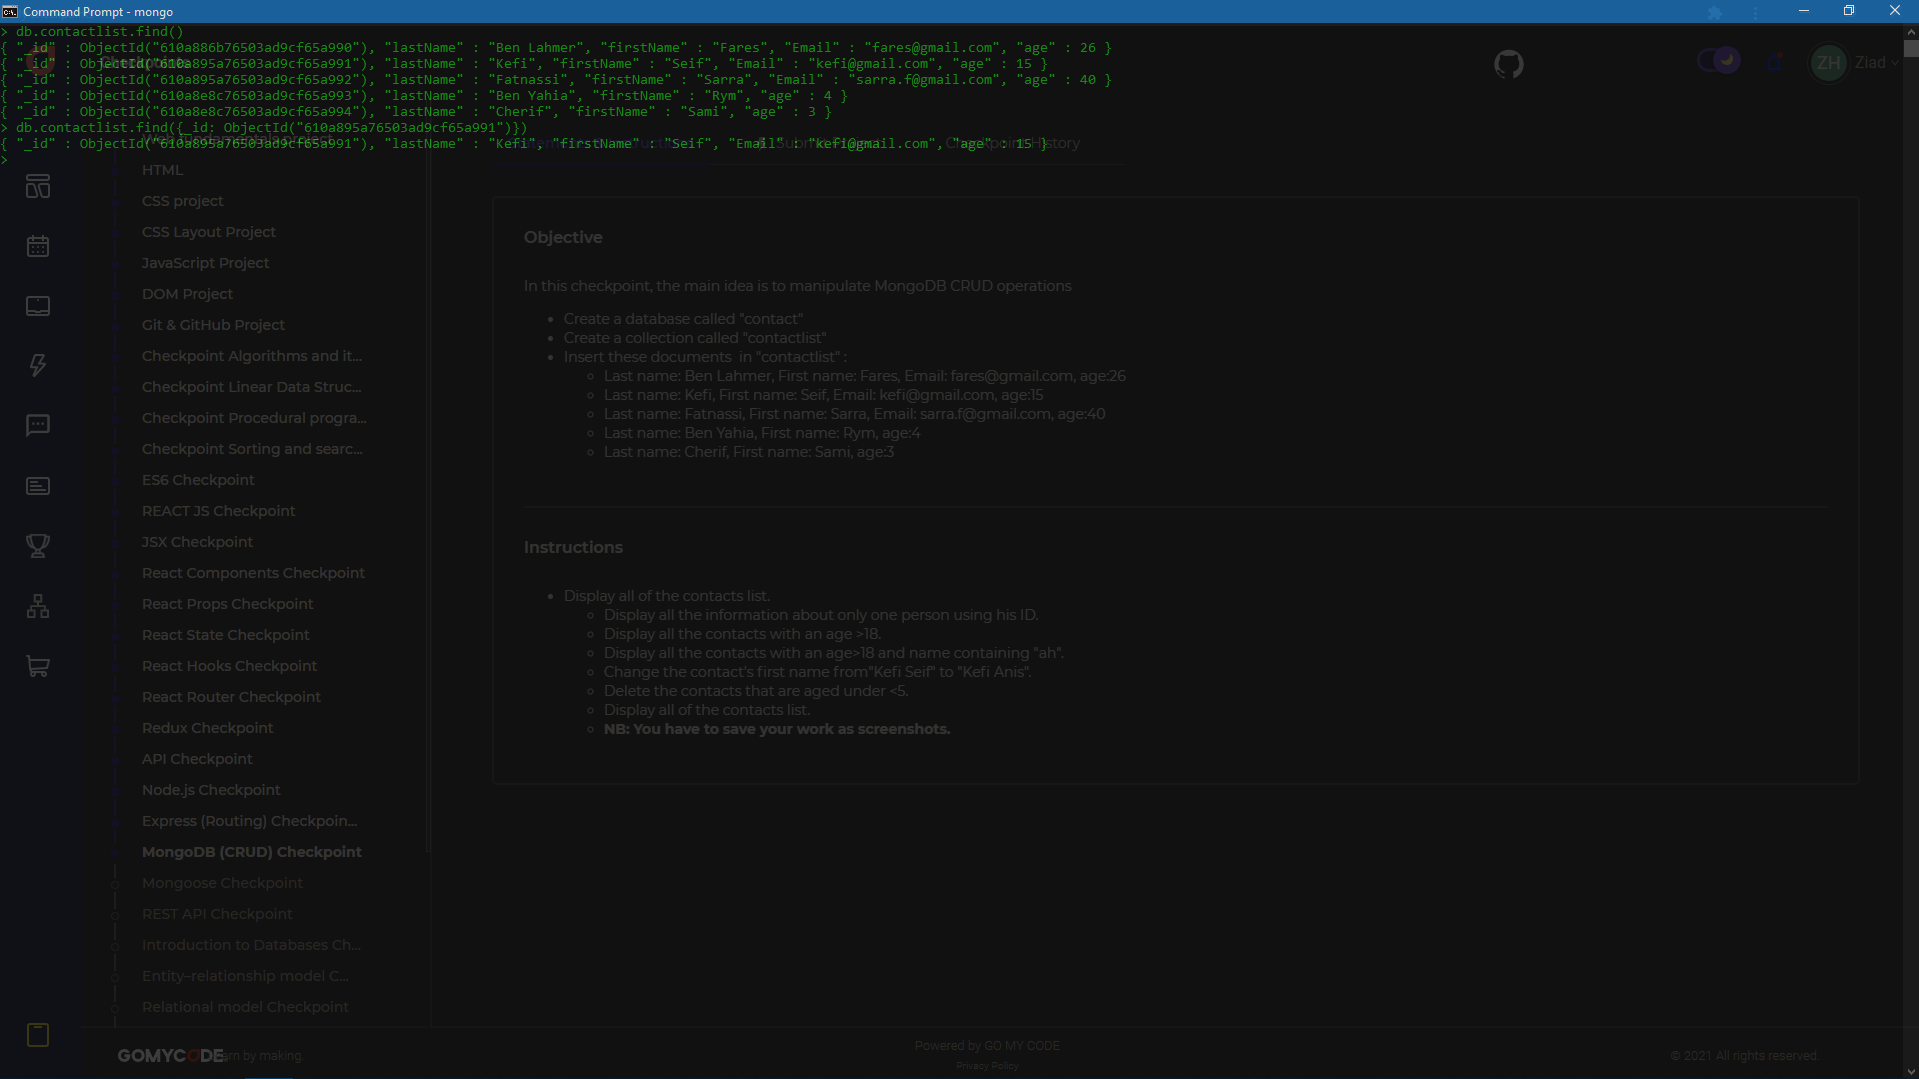 Command Prompt - mongo
> db.contactlist.find()
{ "_id" : ObjectId("610a886b76503ad9cf65a990"), "lastName" : "Ben Lahmer", "firstName" : "Fares", "Email" : "fares@gmail.com", "age" : 26 }
{ "_id" : ObjectId("610a895a76503ad9cf65a991"), "lastName" : "Kefi", "firstName" : "Seif", "Email" : "kefi@gmail.com", "age" : 15 }
{ "_id" : ObjectId("610a895a76503ad9cf65a992"), "lastName" : "Fatnassi", "firstName" : "Sarra", "Email" : "sarra.f@gmail.com", "age" : 40 }
{ "_id" : ObjectId("610a8e8c76503ad9cf65a993"), "lastName" : "Ben Yahia", "firstName" : "Rym", "age" : 4 }
{ "_id" : ObjectId("610a8e8c76503ad9cf65a994"), "lastName" : "Cherif", "firstName" : "Sami", "age" : 3 }
> db.contactlist.find({_id: ObjectId("610a895a76503ad9cf65a991")})
{ "_id" : ObjectId("610a895a76503ad9cf65a991"), "lastName" : "Kefi", "firstName" : "Seif", "Email" : "kefi@gmail.com", "age" : 15 }
>
Checkpoints
ZH Ziad
Web fundamentals project
Checkpoint History
HTML
CSS project
CSS Layout Project
JavaScript Project
DOM Project
Git & GitHub Project
Checkpoint Algorithms and it...
Checkpoint Linear Data Struc...
Checkpoint Procedural progra...
Checkpoint Sorting and searc...
ES6 Checkpoint
REACT JS Checkpoint
JSX Checkpoint
React Components Checkpoint
React Props Checkpoint
React State Checkpoint
React Hooks Checkpoint
React Router Checkpoint
Redux Checkpoint
API Checkpoint
Node.js Checkpoint
Express (Routing) Checkpoin...
MongoDB (CRUD) Checkpoint
Mongoose Checkpoint
REST API Checkpoint
Introduction to Databases Ch...
Entity–relationship model C...
Relational model Checkpoint
Objective
In this checkpoint, the main idea is to manipulate MongoDB CRUD operations
Create a database called "contact"
Create a collection called "contactlist"
Insert these documents in "contactlist" :
Last name: Ben Lahmer, First name: Fares, Email: fares@gmail.com, age:26
Last name: Kefi, First name: Seif, Email: kefi@gmail.com, age:15
Last name: Fatnassi, First name: Sarra, Email: sarra.f@gmail.com, age:40
Last name: Ben Yahia, First name: Rym, age:4
Last name: Cherif, First name: Sami, age:3
Instructions
Display all of the contacts list.
Display all the information about only one person using his ID.
Display all the contacts with an age >18.
Display all the contacts with an age>18 and name containing "ah".
Change the contact's first name from"Kefi Seif" to "Kefi Anis".
Delete the contacts that are aged under <5.
Display all of the contacts list.
NB: You have to save your work as screenshots.
GOMYCODE by making.
Powered by GO MY CODE
Privacy Policy
© 2021 All rights reserved.